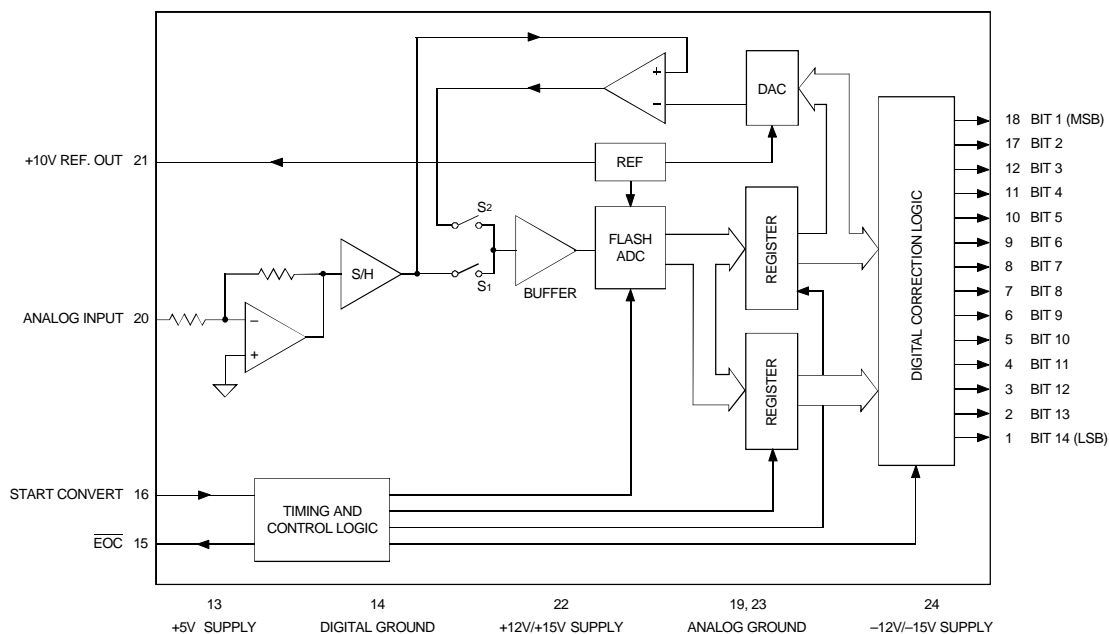 +
−
DAC
18 BIT 1 (MSB)
17 BIT 2
+10V REF. OUT 21
REF
12 BIT 3
11 BIT 4
S2
10 BIT 5
FLASH
ADC
REGISTER
DIGITAL CORRECTION LOGIC
9 BIT 6
S/H
8 BIT 7
S1
BUFFER
7 BIT 8
ANALOG INPUT 20
−
+
6 BIT 9
5 BIT 10
4 BIT 11
REGISTER
3 BIT 12
2 BIT 13
1 BIT 14 (LSB)
START CONVERT 16
TIMING AND
CONTROL LOGIC
EOC 15
13
14
22
19, 23
24
+5V SUPPLY
DIGITAL GROUND
+12V/+15V SUPPLY
ANALOG GROUND
–12V/–15V SUPPLY